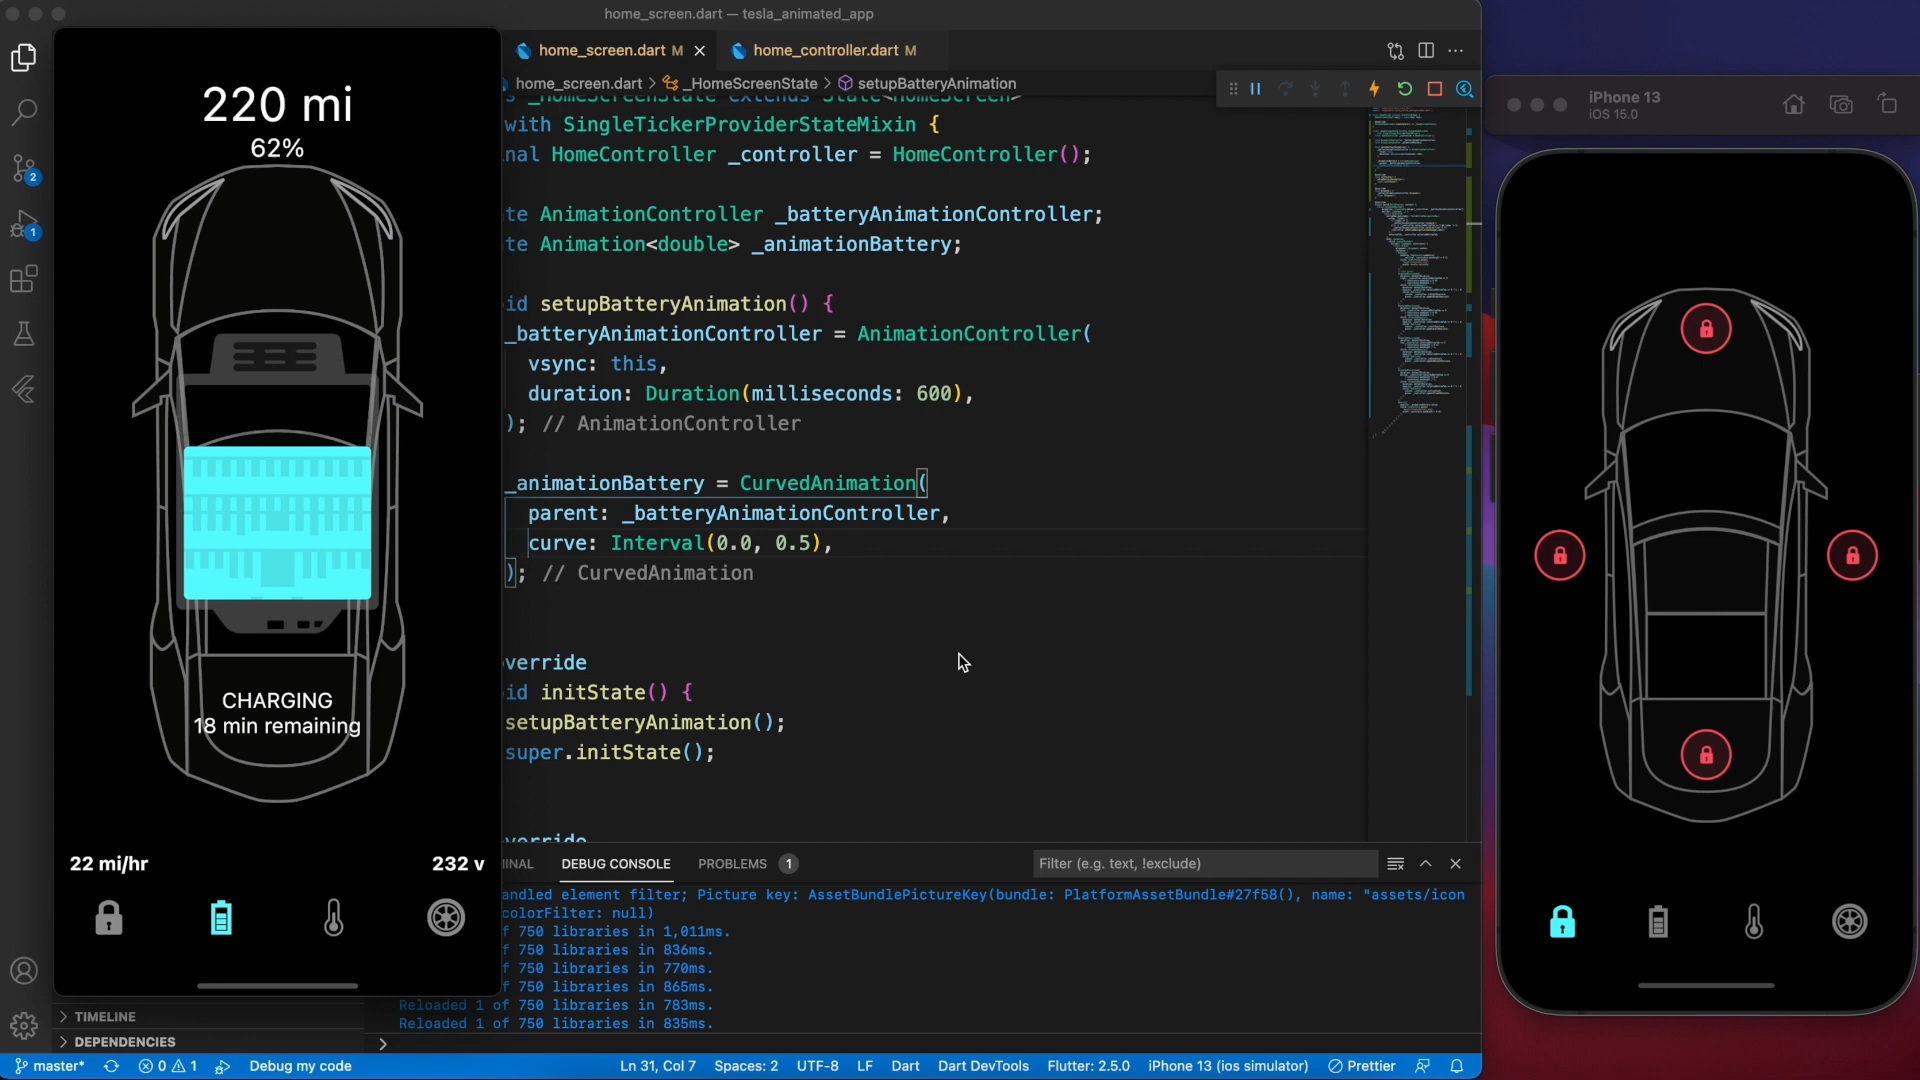 home_screen.dart — tesla_animated_app
220 mi
62%
CHARGING
18 min remaining
22 mi/hr
232 v
home_screen.dart M
home_controller.dart M
home_screen.dart > _HomeScreenState > setupBatteryAnimation
s _HomeScreenState extends State<HomeScreen>
with SingleTickerProviderStateMixin {
nal HomeController _controller = HomeController();
te AnimationController _batteryAnimationController;
te Animation<double> _animationBattery;
id setupBatteryAnimation() {
_batteryAnimationController = AnimationController(
vsync: this,
duration: Duration(milliseconds: 600),
); // AnimationController
_animationBattery = CurvedAnimation(
parent: _batteryAnimationController,
curve: Interval(0.0, 0.5),
); // CurvedAnimation
verride
id initState() {
setupBatteryAnimation();
super.initState();
verride
INAL
DEBUG CONSOLE
PROBLEMS 1
Filter (e.g. text, !exclude)
andled element filter; Picture key: AssetBundlePictureKey(bundle: PlatformAssetBundle#27f58(), name: "assets/icon
colorFilter: null)
f 750 libraries in 1,011ms.
f 750 libraries in 836ms.
f 750 libraries in 770ms.
f 750 libraries in 865ms.
Reloaded 1 of 750 libraries in 783ms.
Reloaded 1 of 750 libraries in 835ms.
TIMELINE
DEPENDENCIES
2
1
iPhone 13
iOS 15.0
master*
0
1
Debug my code
Ln 31, Col 7
Spaces: 2
UTF-8
LF
Dart
Dart DevTools
Flutter: 2.5.0
iPhone 13 (ios simulator)
Prettier